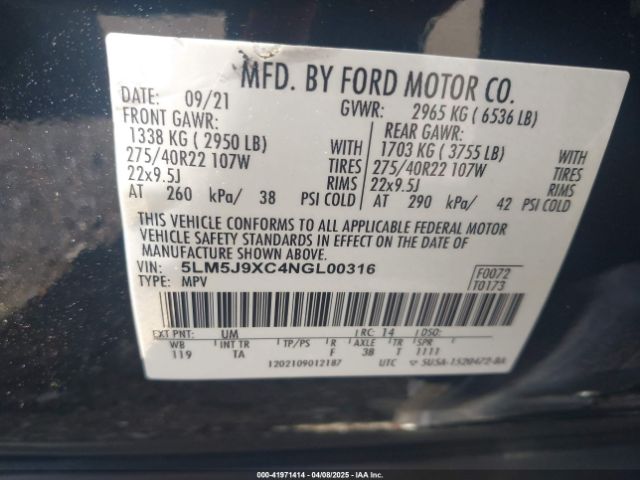 MFD. BY FORD MOTOR CO.
DATE: 09/21 GVWR: 2965 KG ( 6536 LB)
FRONT GAWR: REAR GAWR:
1338 KG ( 2950 LB) WITH 1703 KG ( 3755 LB) WITH
275/40R22 107W TIRES 275/40R22 107W TIRES
22x9.5J RIMS 22x9.5J RIMS
AT 260 kPa/ 38 PSI COLD AT 290 kPa/ 42 PSI COLD
THIS VEHICLE CONFORMS TO ALL APPLICABLE FEDERAL MOTOR
VEHICLE SAFETY STANDARDS IN EFFECT ON THE DATE OF
MANUFACTURE SHOWN ABOVE.
VIN: 5LM5J9XC4NGL00316 F0072
TYPE: MPV T0173
EXT PNT: UM RC: 14 DSO:
WB INT TR TP/PS R AXLE TR SPR
119 TA F 38 T 1111
1202109012187 UTC 5U5A-1520472-BA
000-41971414 | 04/08/2025 - IAAI.com